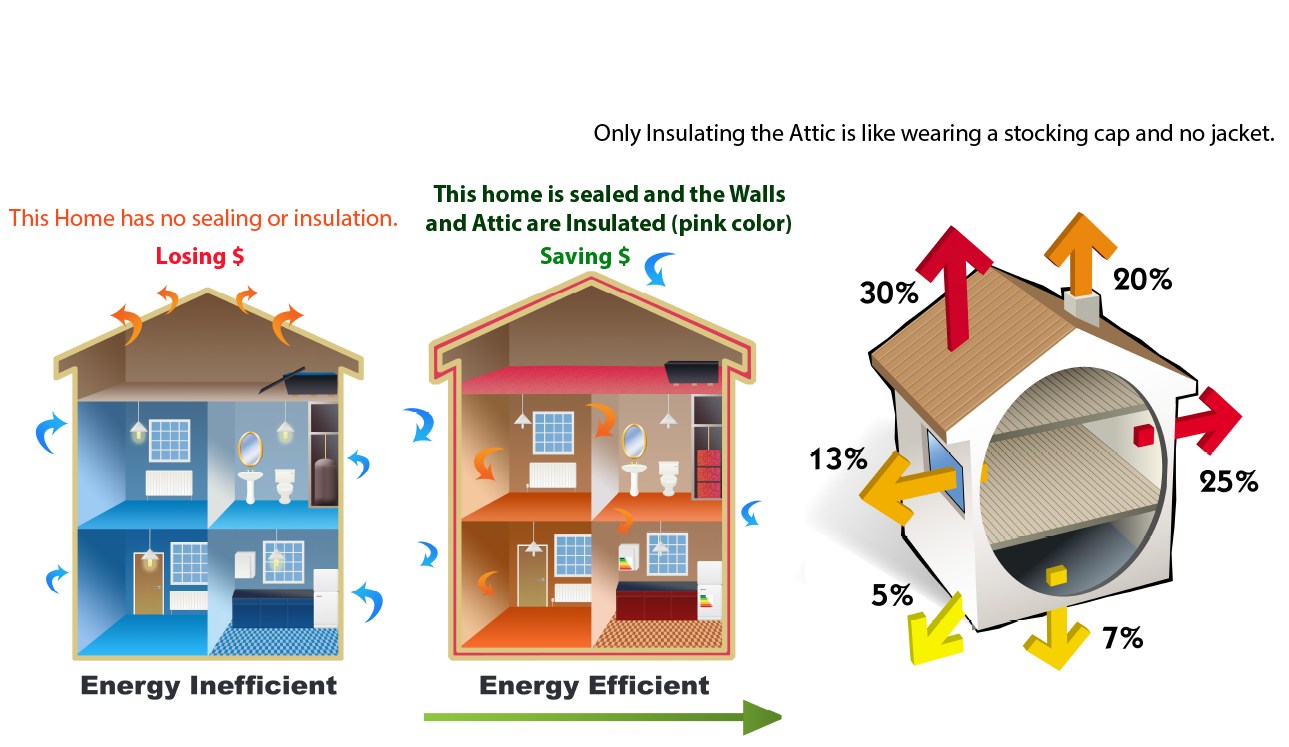 Only Insulating the Attic is like wearing a stocking cap and no jacket.
This Home has no sealing or insulation.
Losing $
This home is sealed and the Walls
and Attic are Insulated (pink color)
Saving $
30%
20%
13%
25%
5%
7%
Energy Inefficient
Energy Efficient